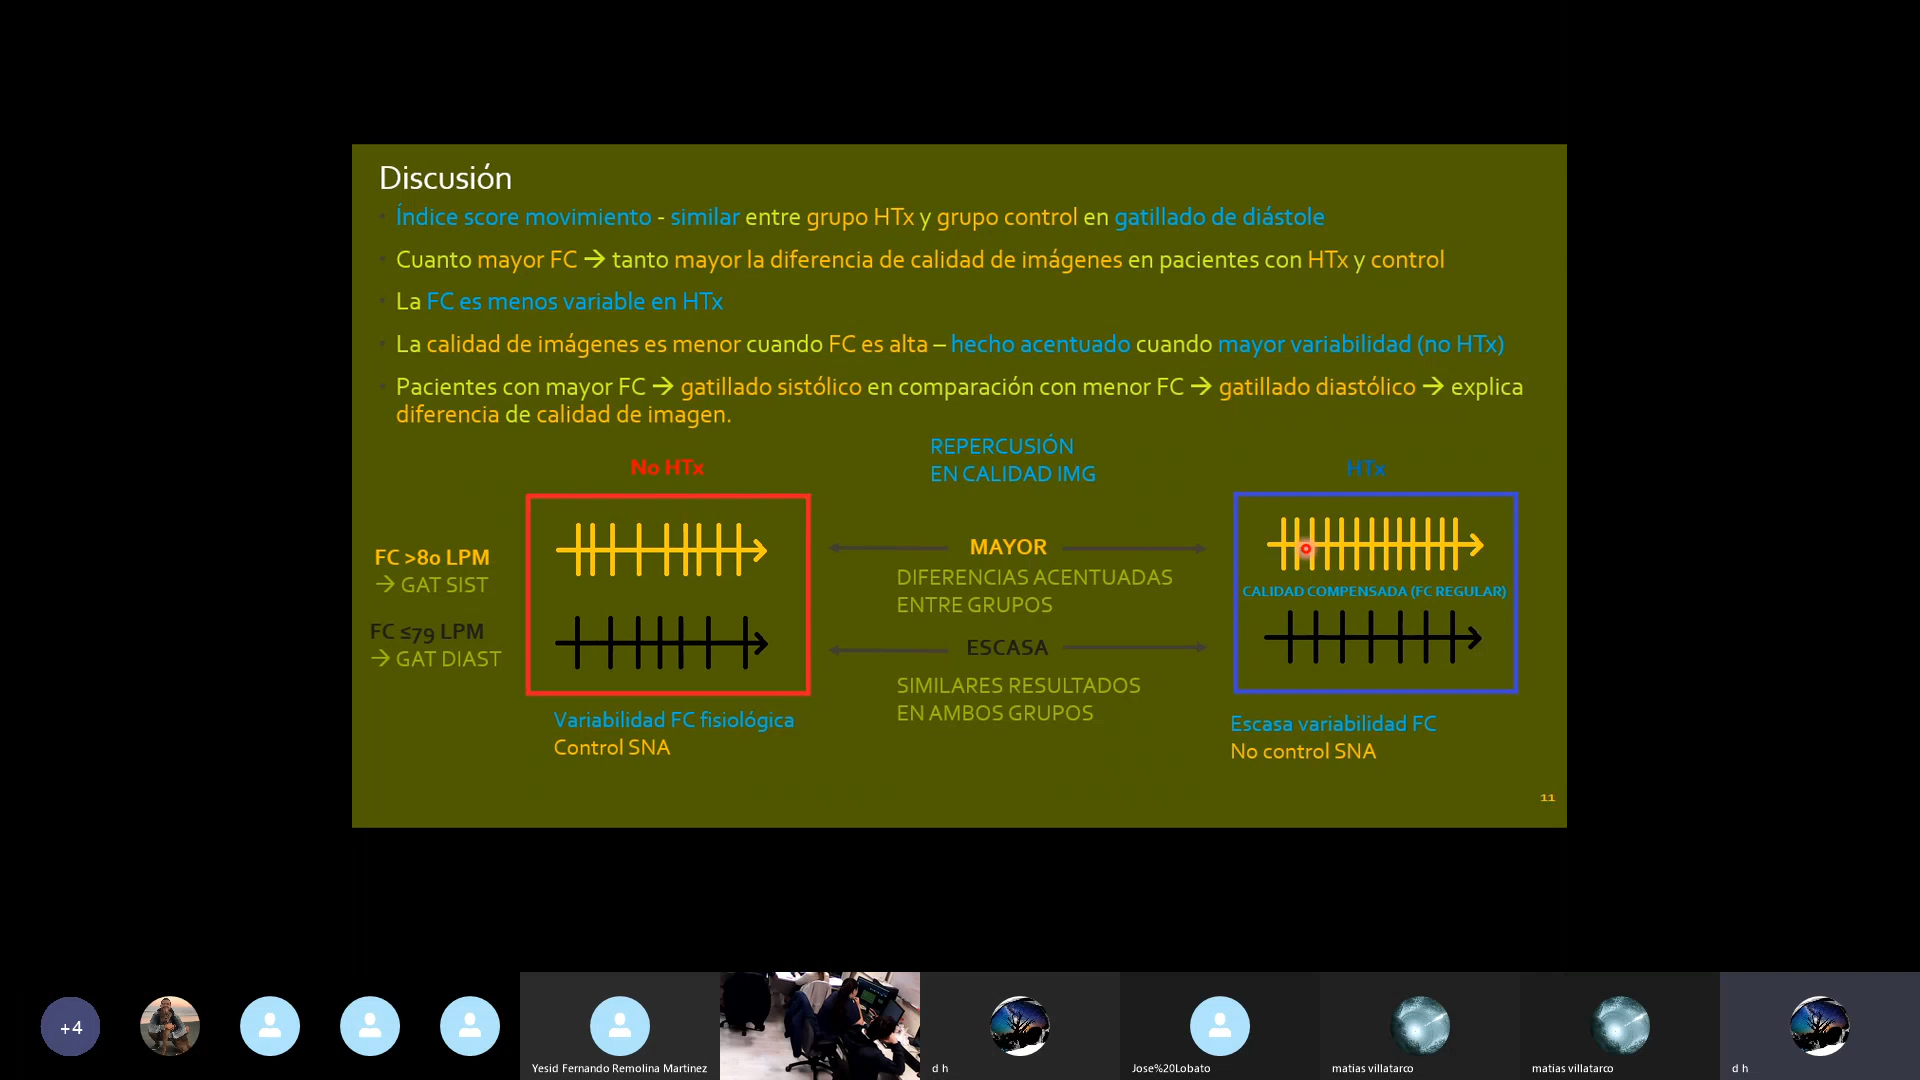 Discusión
Índice score movimiento - similar entre grupo HTx y grupo control en gatillado de diástole
Cuanto mayor FC → tanto mayor la diferencia de calidad de imágenes en pacientes con HTx y control
La FC es menos variable en HTx
La calidad de imágenes es menor cuando FC es alta – hecho acentuado cuando mayor variabilidad (no HTx)
Pacientes con mayor FC → gatillado sistólico en comparación con menor FC → gatillado diastólico → explica
diferencia de calidad de imagen.
REPERCUSIÓN
EN CALIDAD IMG
No HTx
HTx
FC >80 LPM
→ GAT SIST
FC ≤79 LPM
→ GAT DIAST
MAYOR
DIFERENCIAS ACENTUADAS
ENTRE GRUPOS
ESCASA
SIMILARES RESULTADOS
EN AMBOS GRUPOS
CALIDAD COMPENSADA (FC REGULAR)
Variabilidad FC fisiológica
Control SNA
Escasa variabilidad FC
No control SNA
11
+4
Yesid Fernando Remolina Martinez
d h
Jose%20Lobato
matias villatarco
matias villatarco
d h